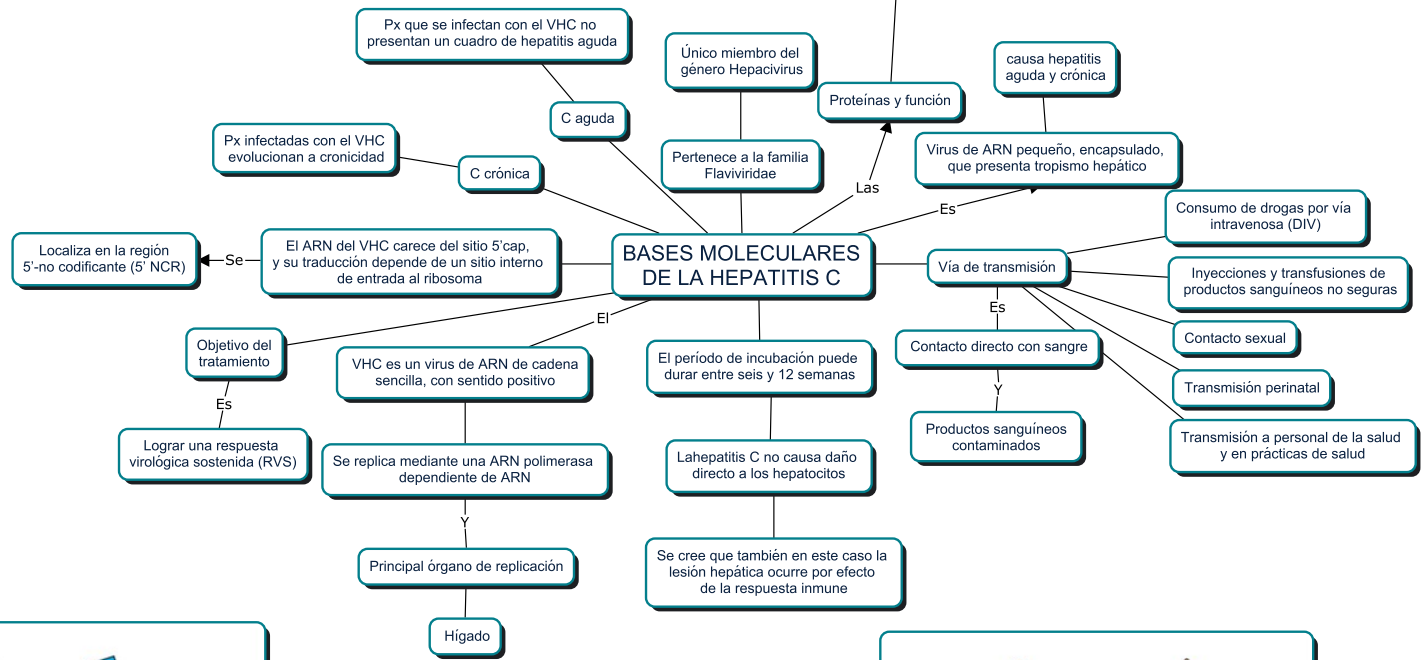 Px que se infectan con el VHC no
presentan un cuadro de hepatitis aguda
Único miembro del
género Hepacivirus
causa hepatitis
aguda y crónica
Proteínas y función
C aguda
Px infectadas con el VHC
evolucionan a cronicidad
C crónica
Pertenece a la familia
Flaviviridae
Virus de ARN pequeño, encapsulado,
que presenta tropismo hepático
Las
Es
Consumo de drogas por vía
intravenosa (DIV)
Localiza en la región
5'-no codificante (5' NCR)
Se
El ARN del VHC carece del sitio 5'cap,
y su traducción depende de un sitio interno
de entrada al ribosoma
BASES MOLECULARES
DE LA HEPATITIS C
Vía de transmisión
Inyecciones y transfusiones de
productos sanguíneos no seguras
Es
El
Contacto sexual
Objetivo del
tratamiento
VHC es un virus de ARN de cadena
sencilla, con sentido positivo
El período de incubación puede
durar entre seis y 12 semanas
Contacto directo con sangre
Transmisión perinatal
Es
Y
Lograr una respuesta
virológica sostenida (RVS)
Se replica mediante una ARN polimerasa
dependiente de ARN
Lahepatitis C no causa daño
directo a los hepatocitos
Productos sanguíneos
contaminados
Transmisión a personal de la salud
y en prácticas de salud
Y
Principal órgano de replicación
Se cree que también en este caso la
lesión hepática ocurre por efecto
de la respuesta inmune
Hígado